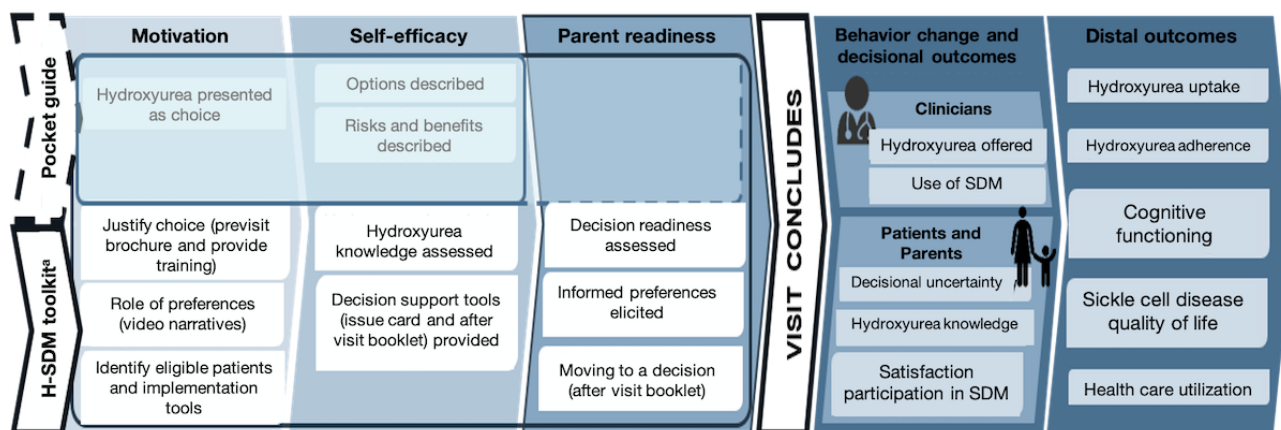 Pocket guide
H-SDM toolkitᵃ
Motivation
Hydroxyurea presented
as choice
Justify choice (previsit
brochure and provide
training)
Role of preferences
(video narratives)
Identify eligible patients
and implementation
tools
Self-efficacy
Options described
Risks and benefits
described
Hydroxyurea
knowledge assessed
Decision support tools
(issue card and after
visit booklet) provided
Parent readiness
Decision readiness
assessed
Informed preferences
elicited
Moving to a decision
(after visit booklet)
VISIT CONCLUDES
Behavior change and
decisional outcomes
Clinicians
Hydroxyurea offered
Use of SDM
Patients and
Parents
Decisional uncertainty
Hydroxyurea knowledge
Satisfaction
participation in SDM
Distal outcomes
Hydroxyurea uptake
Hydroxyurea adherence
Cognitive
functioning
Sickle cell disease
quality of life
Health care utilization